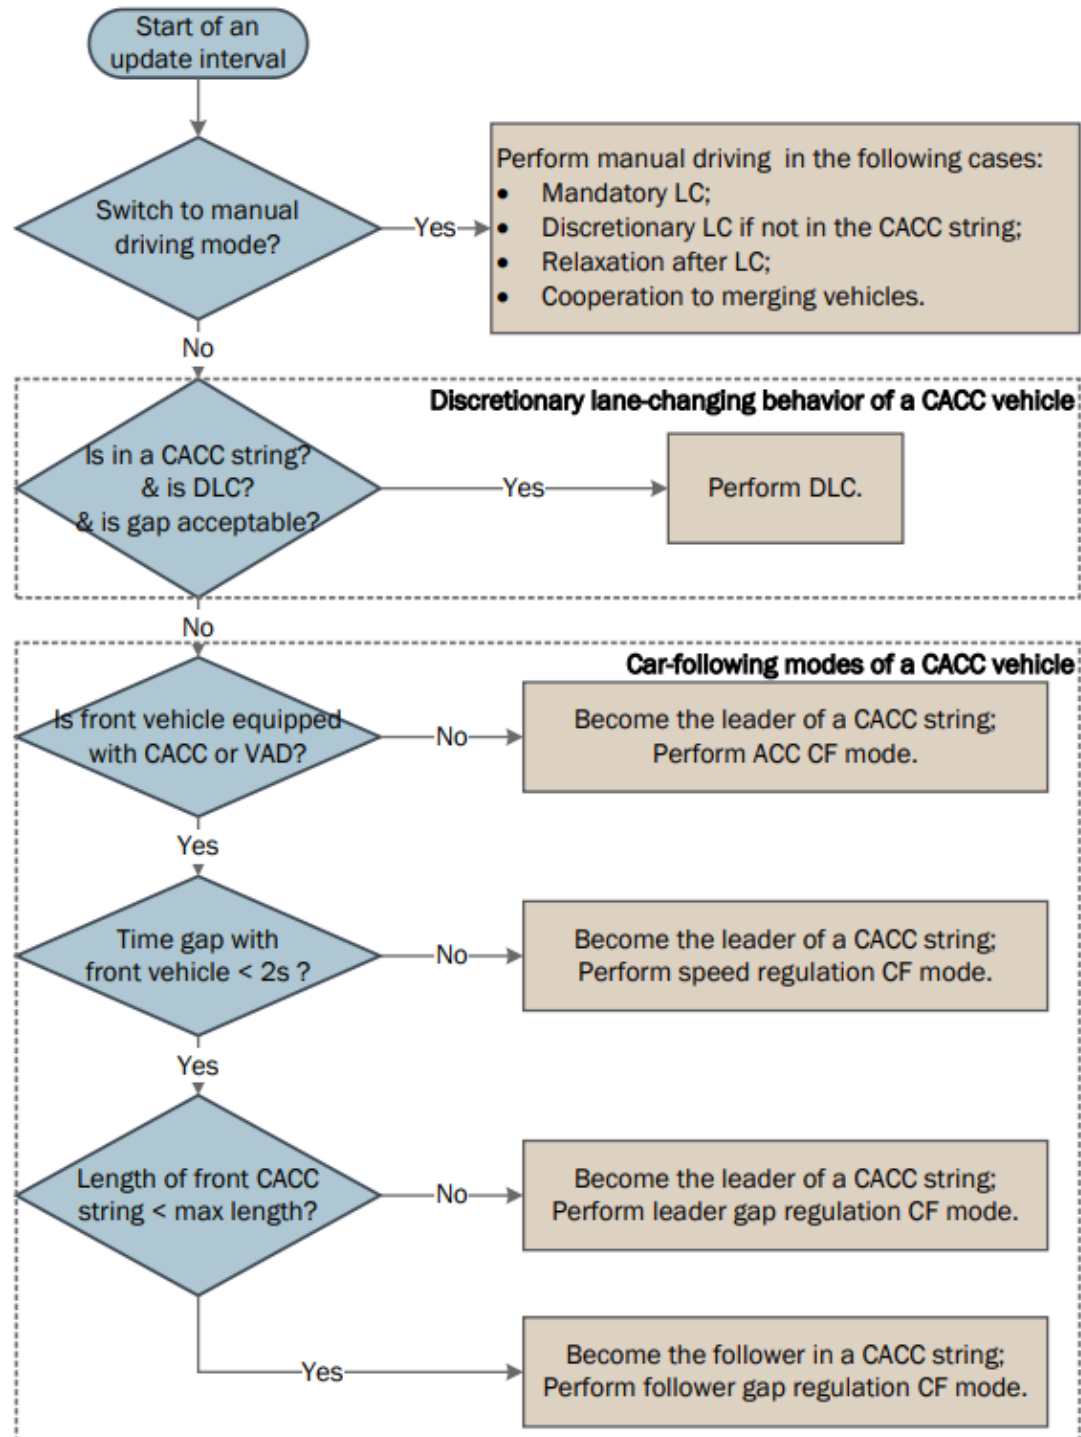 Start of an
update interval
Switch to manual
driving mode?
Yes
Perform manual driving in the following cases:
• Mandatory LC;
• Discretionary LC if not in the CACC string;
• Relaxation after LC;
• Cooperation to merging vehicles.
No
Discretionary lane-changing behavior of a CACC vehicle
Is in a CACC string?
& is DLC?
& is gap acceptable?
Yes
Perform DLC.
No
Car-following modes of a CACC vehicle
Is front vehicle equipped
with CACC or VAD?
No
Become the leader of a CACC string;
Perform ACC CF mode.
Yes
Time gap with
front vehicle < 2s ?
No
Become the leader of a CACC string;
Perform speed regulation CF mode.
Yes
Length of front CACC
string < max length?
No
Become the leader of a CACC string;
Perform leader gap regulation CF mode.
Yes
Become the follower in a CACC string;
Perform follower gap regulation CF mode.